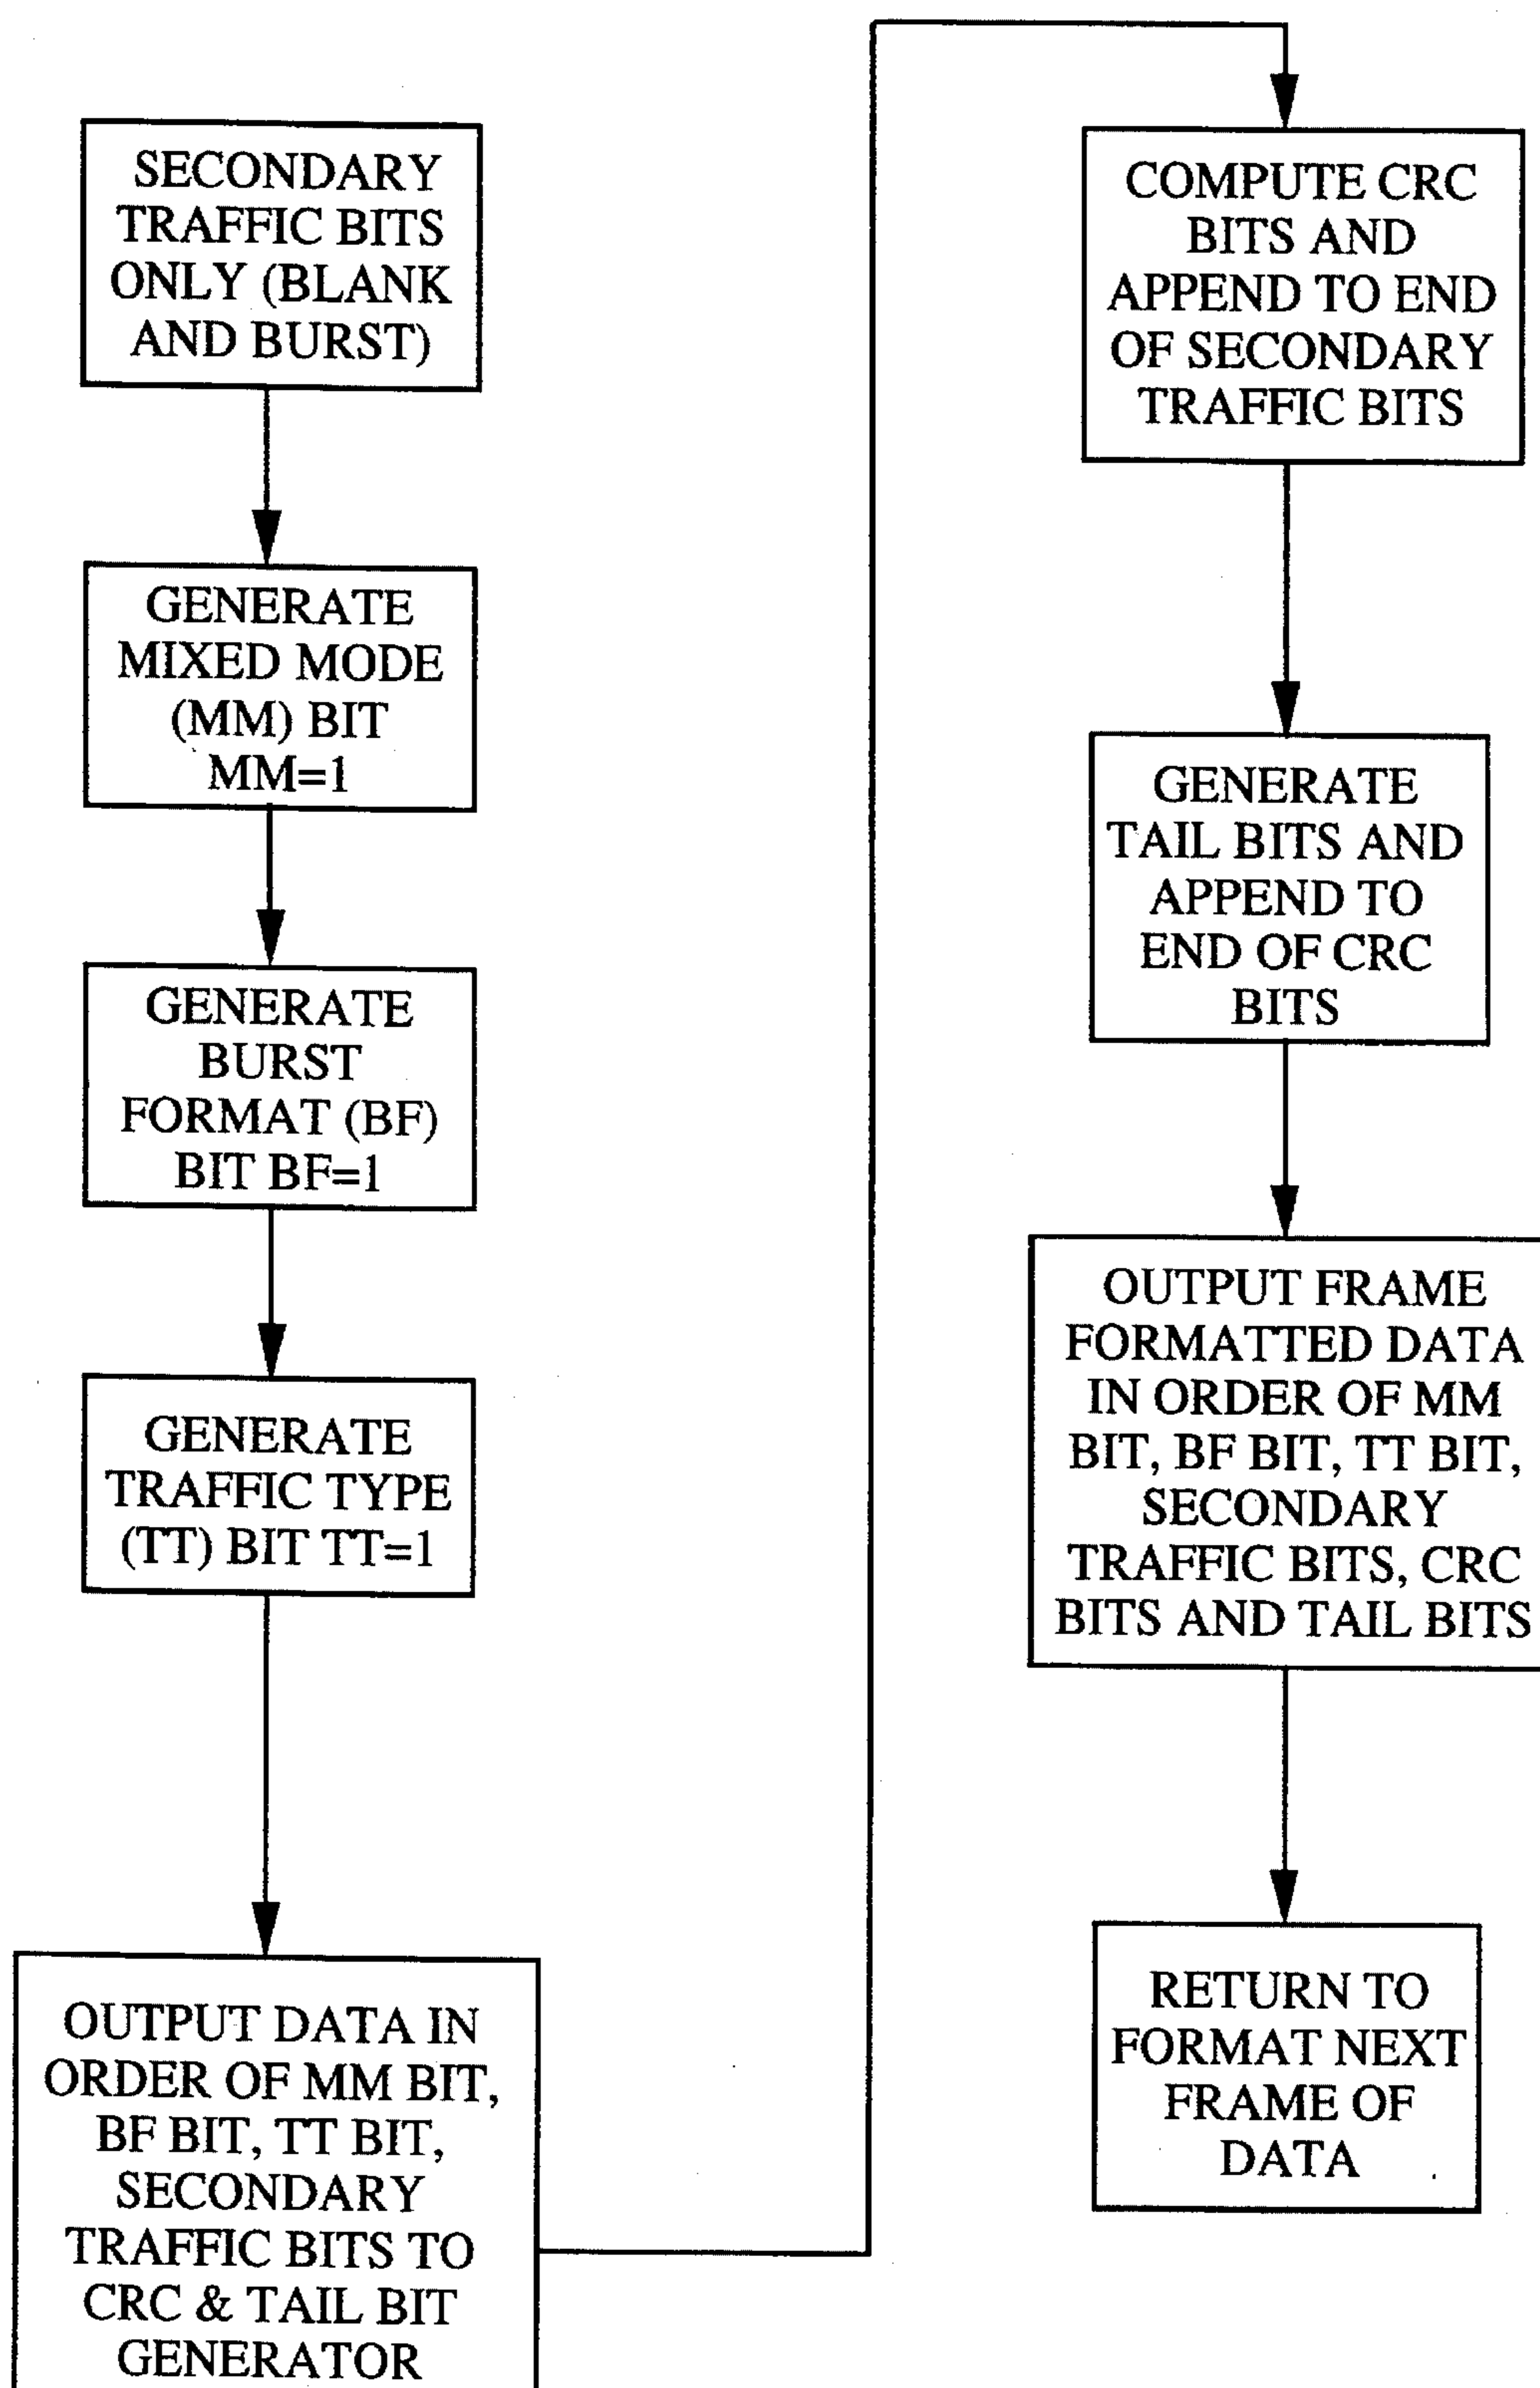 SECONDARY
TRAFFIC BITS
ONLY (BLANK
AND BURST)
GENERATE
MIXED MODE
(MM) BIT
MM=1
GENERATE
BURST
FORMAT (BF)
BIT BF=1
GENERATE
TRAFFIC TYPE
(TT) BIT TT=1
OUTPUT DATA IN
ORDER OF MM BIT,
BF BIT, TT BIT,
SECONDARY
TRAFFIC BITS TO
CRC & TAIL BIT
GENERATOR
COMPUTE CRC
BITS AND
APPEND TO END
OF SECONDARY
TRAFFIC BITS
GENERATE
TAIL BITS AND
APPEND TO
END OF CRC
BITS
OUTPUT FRAME
FORMATTED DATA
IN ORDER OF MM
BIT, BF BIT, TT BIT,
SECONDARY
TRAFFIC BITS, CRC
BITS AND TAIL BITS
RETURN TO
FORMAT NEXT
FRAME OF
DATA